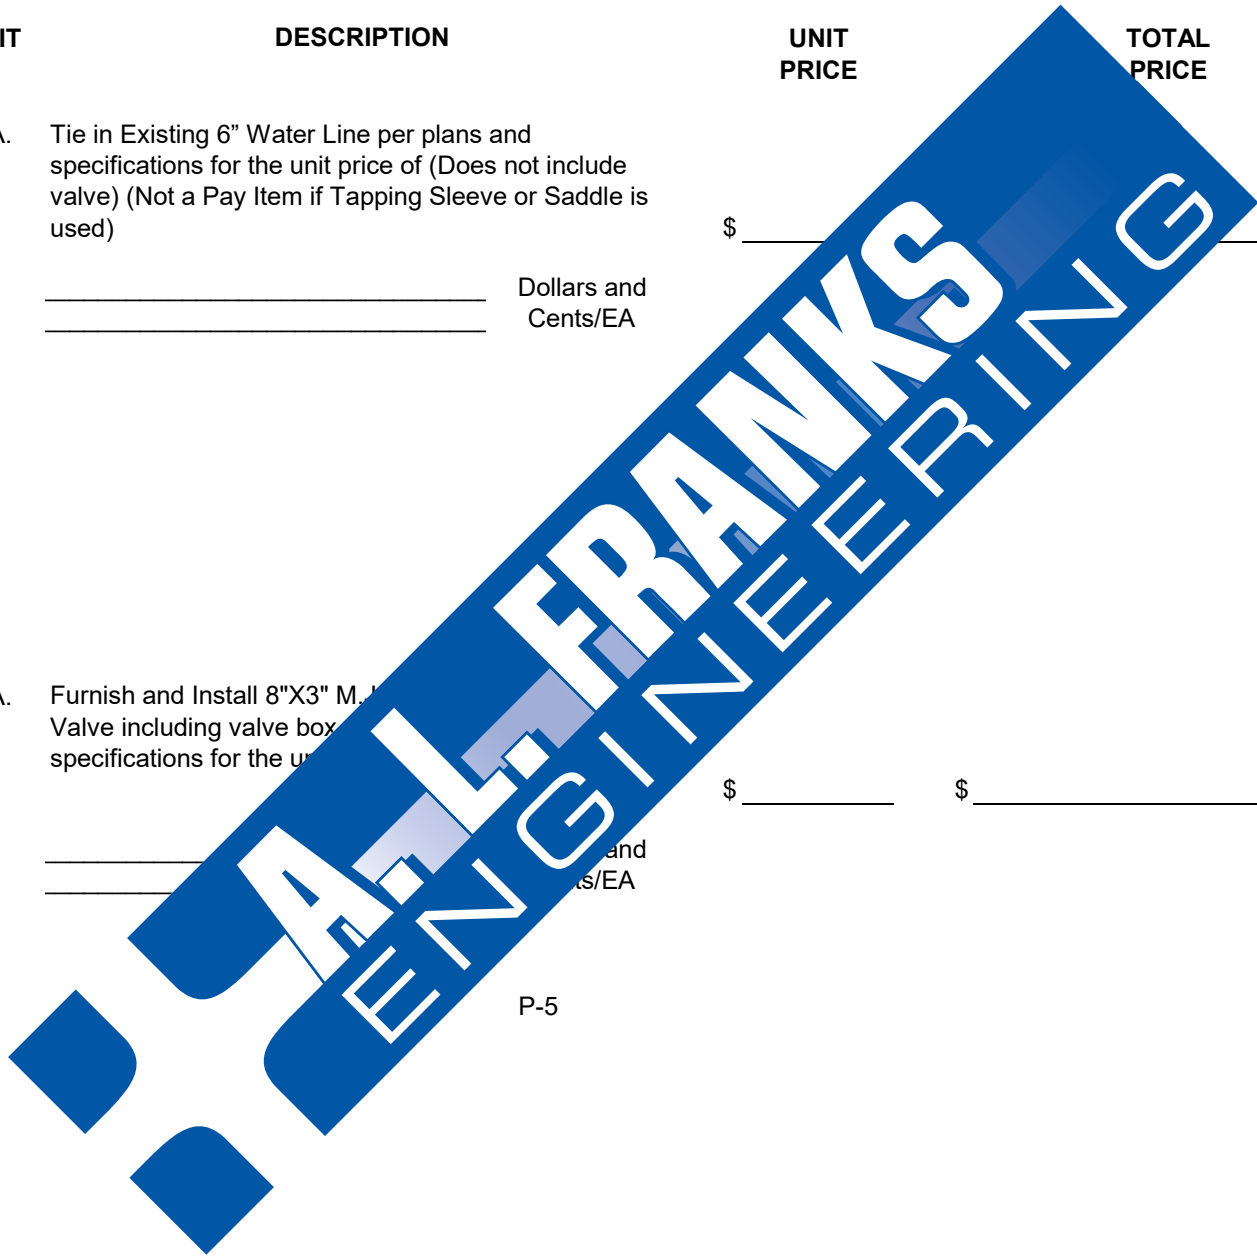 IT DESCRIPTION UNIT TOTAL
PRICE PRICE
A. Tie in Existing 6” Water Line per plans and
specifications for the unit price of (Does not include
valve) (Not a Pay Item if Tapping Sleeve or Saddle is
used) $
Dollars and
Cents/EA
A. Furnish and Install 8"X3" M.
Valve including valve box
specifications for the
$ $
and
/EA
A.L. FRANKS
ENGINEERING
P-5